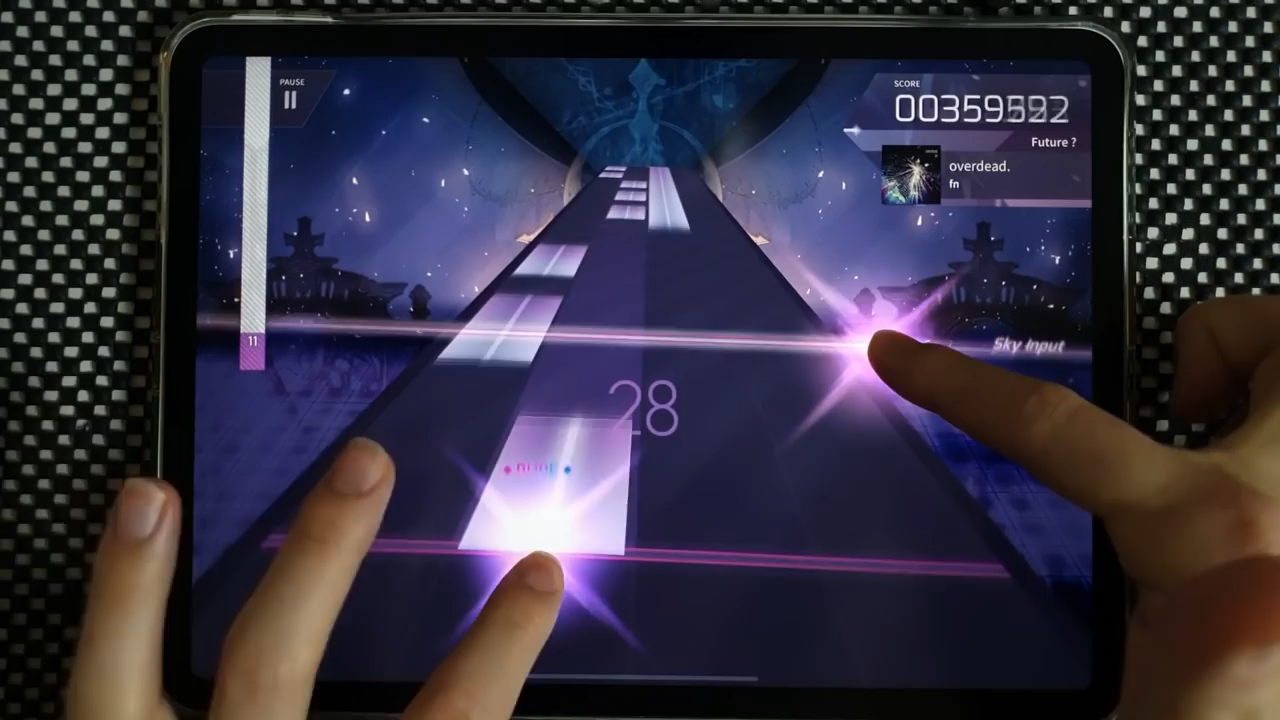 PAUSE
SCORE
Future ?
overdead.
fn
11
Sky Input
28